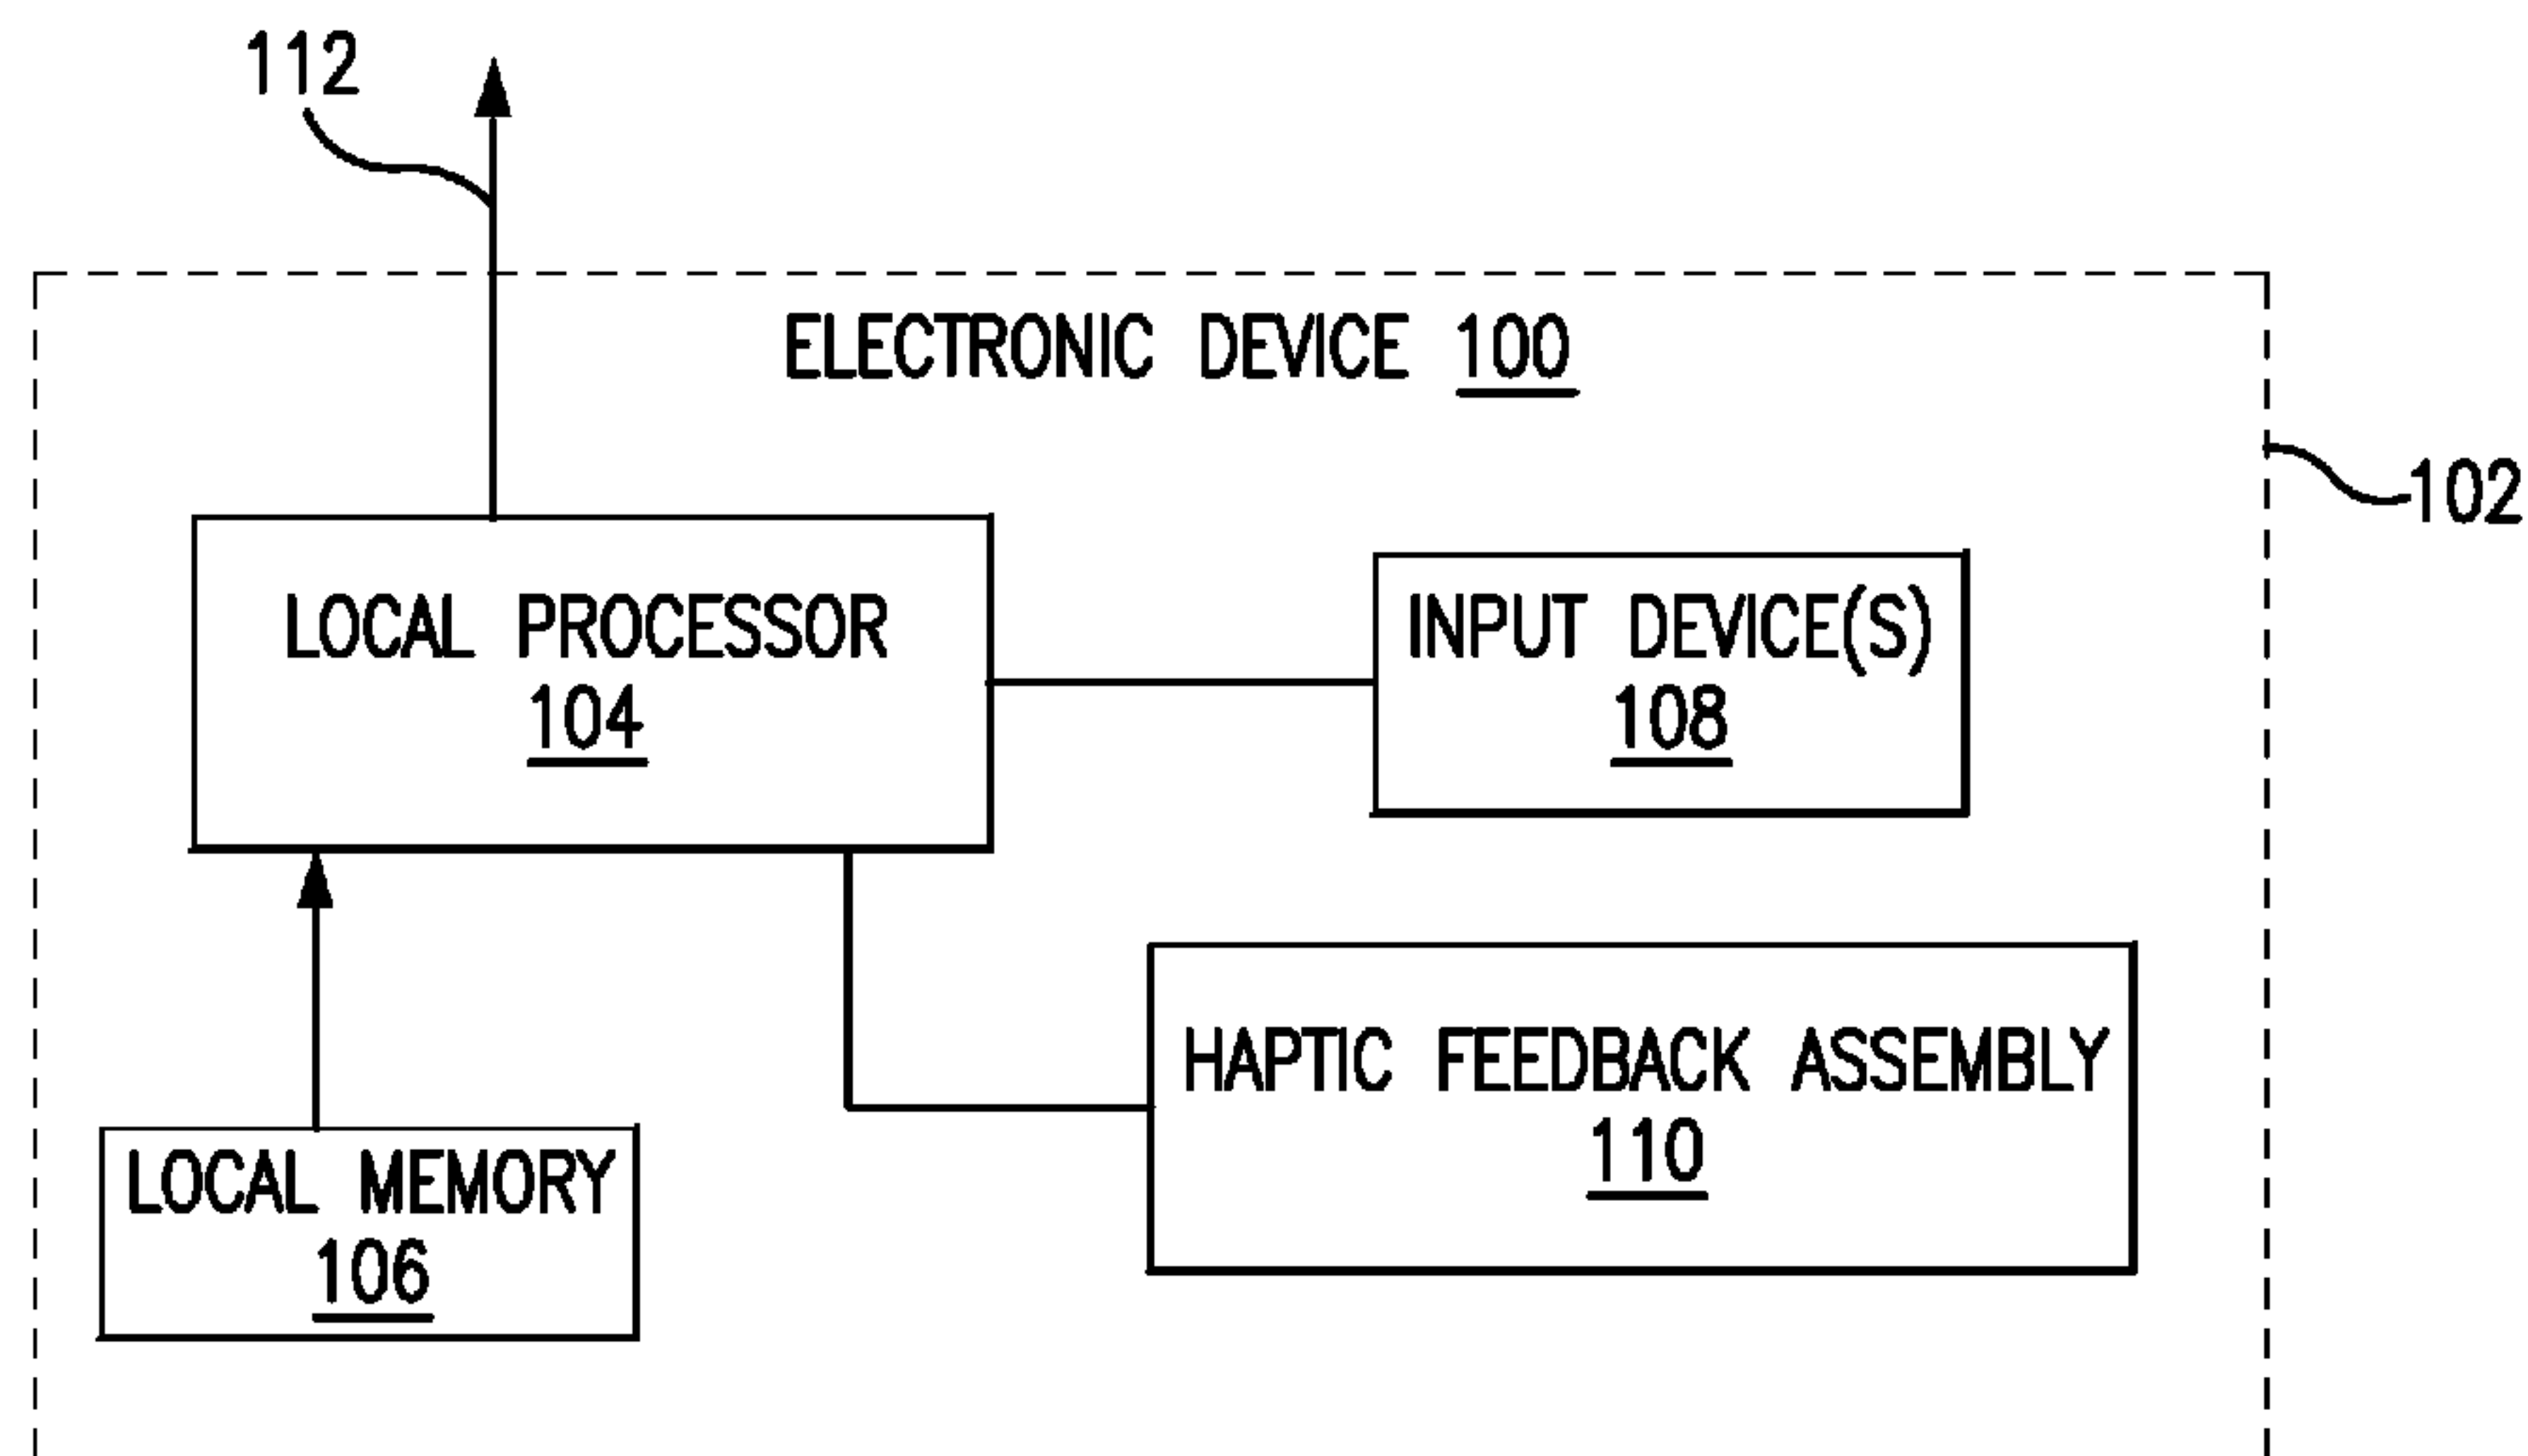 112
ELECTRONIC DEVICE 100
102
LOCAL PROCESSOR
104
INPUT DEVICE(S)
108
HAPTIC FEEDBACK ASSEMBLY
110
LOCAL MEMORY
106